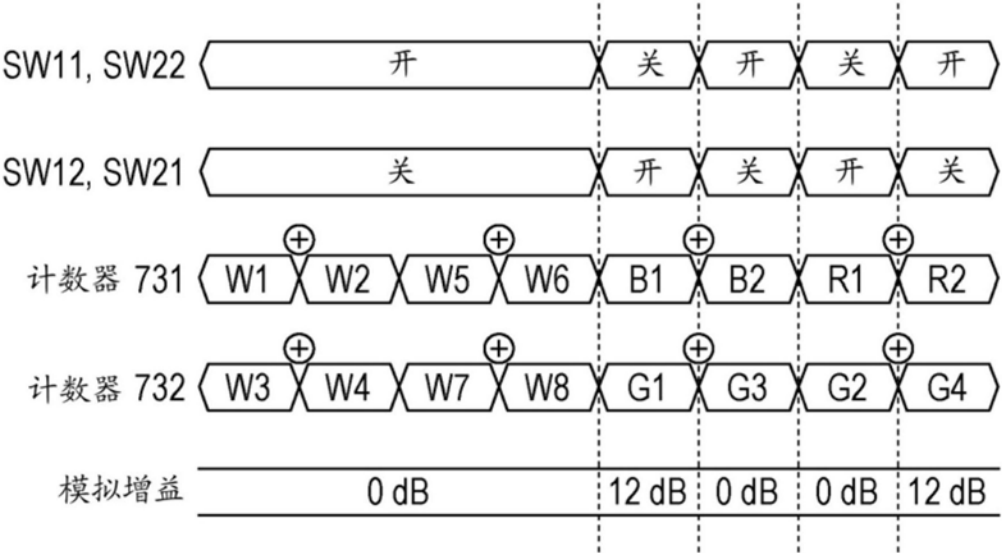 SW11, SW22 开 关 开 关 开
SW12, SW21 关 开 关 开 关
计数器 731 W1 W2 W5 W6 B1 B2 R1 R2
计数器 732 W3 W4 W7 W8 G1 G3 G2 G4
模拟增益 0 dB 12 dB 0 dB 0 dB 12 dB